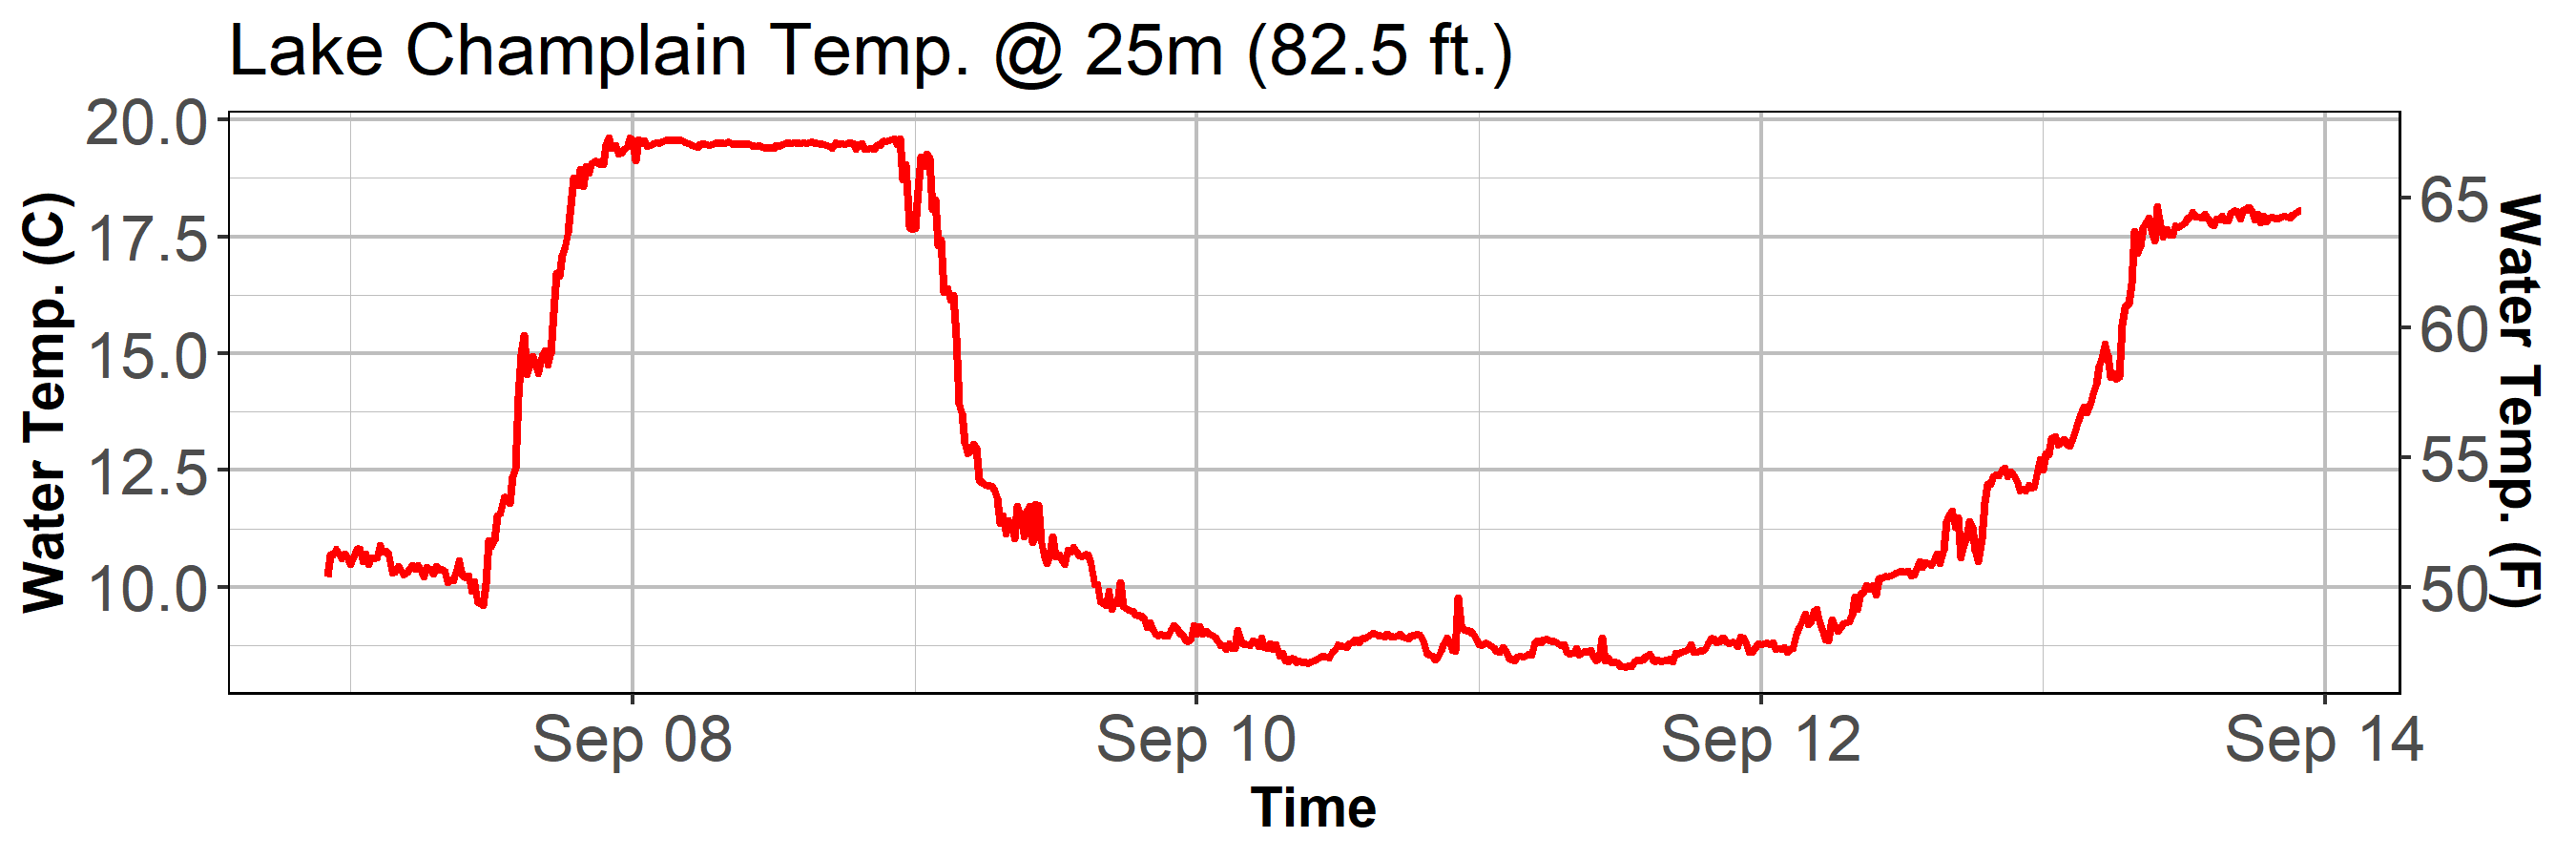 Lake Champlain Temp. @ 25m (82.5 ft.)
Water Temp. (C)
20.0
17.5
15.0
12.5
10.0
65
60
55
50
Water Temp. (F)
Sep 08 Sep 10 Sep 12 Sep 14
Time